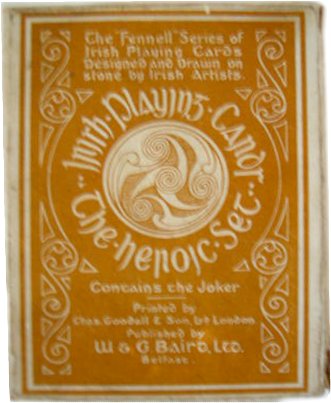 The "Fennell" Series of
Irish Playing Cards
Designed and Drawn on
stone by Irish Artists.
Irish · Playing · Cards
The · Heroic · Set
Contains the Joker
Printed by
Chas. Goodall & Son, Ltd London
Published by
W & G. Baird, Ltd.
Belfast.